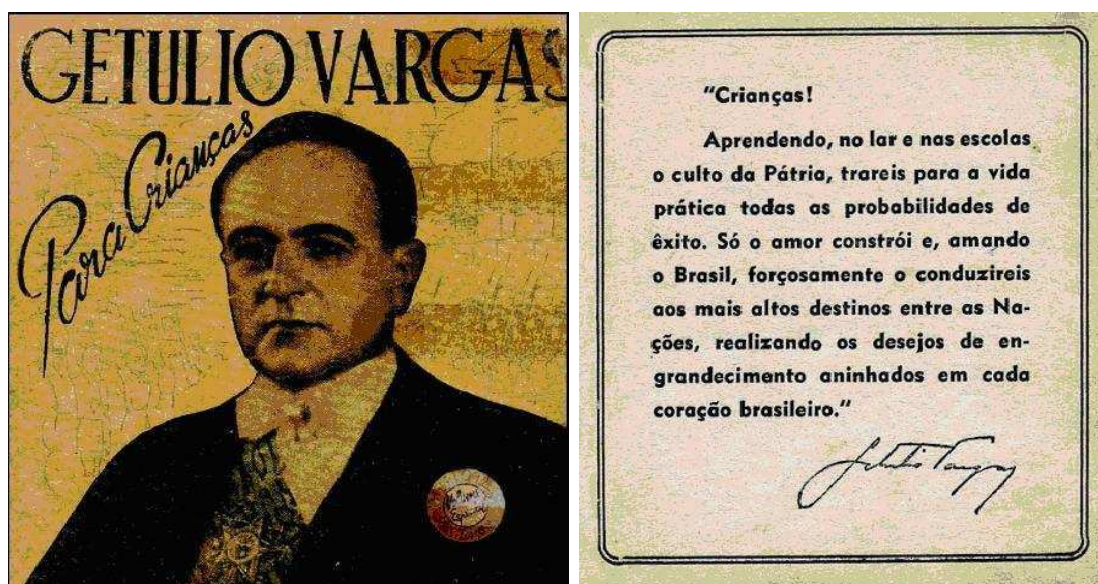 GETULIO VARGAS
Para Crianças
"Crianças!
Aprendendo, no lar e nas escolas
o culto da Pátria, trareis para a vida
prática todas as probabilidades de
êxito. Só o amor constrói e, amando
o Brasil, forçosamente o conduzireis
aos mais altos destinos entre as Na-
ções, realizando os desejos de en-
grandecimento aninhados em cada
coração brasileiro."
Getulio Vargas